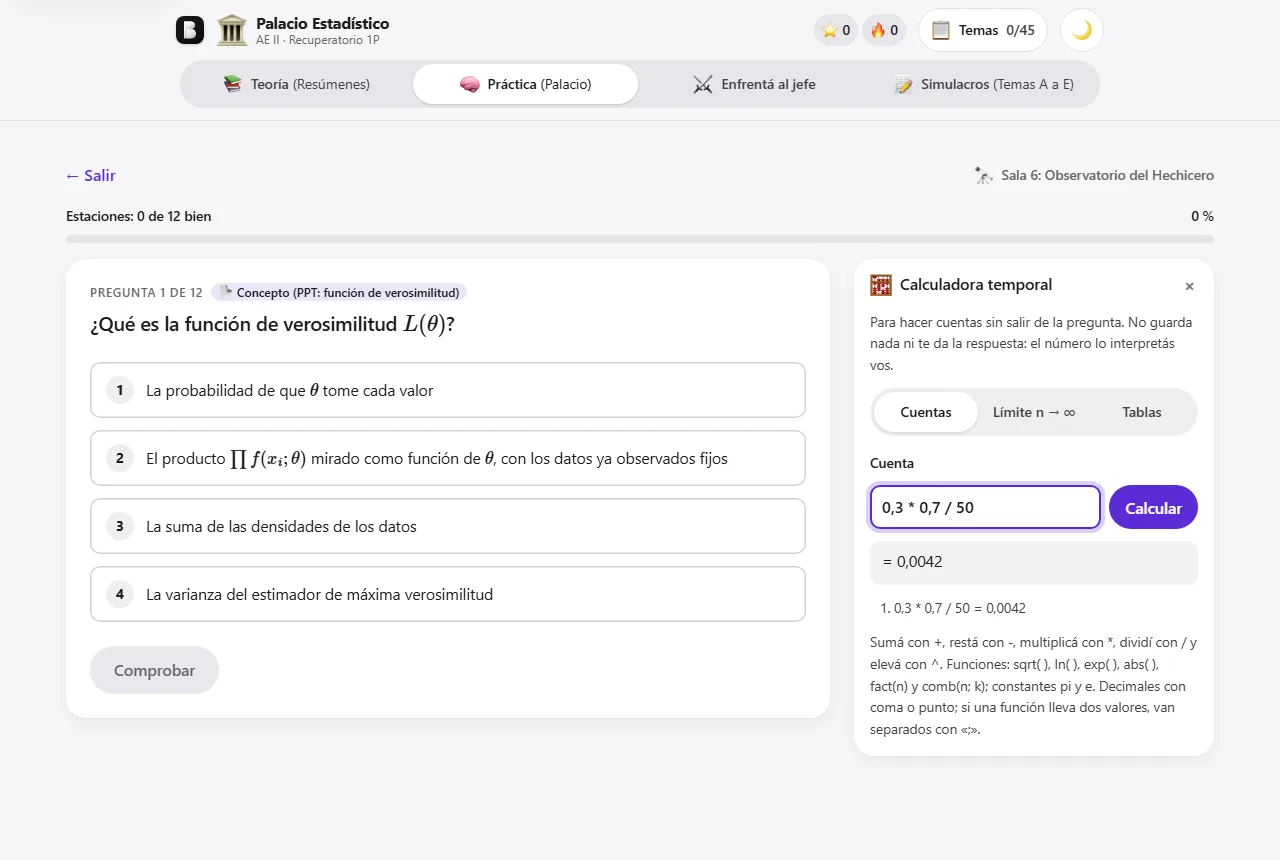 B
Palacio Estadístico
AE II · Recuperatorio 1P
0
0
Temas 0/45
Teoría (Resúmenes)
Práctica (Palacio)
Enfrentá al jefe
Simulacros (Temas A a E)
← Salir
Sala 6: Observatorio del Hechicero
Estaciones: 0 de 12 bien
0 %
PREGUNTA 1 DE 12
Concepto (PPT: función de verosimilitud)
¿Qué es la función de verosimilitud L(θ)?
1 La probabilidad de que θ tome cada valor
2 El producto ∏ f(xᵢ; θ) mirado como función de θ, con los datos ya observados fijos
3 La suma de las densidades de los datos
4 La varianza del estimador de máxima verosimilitud
Comprobar
Calculadora temporal
×
Para hacer cuentas sin salir de la pregunta. No guarda
nada ni te da la respuesta: el número lo interpretás
vos.
Cuentas
Límite n → ∞
Tablas
Cuenta
0,3 * 0,7 / 50
Calcular
= 0,0042
1. 0,3 * 0,7 / 50 = 0,0042
Sumá con +, restá con -, multiplicá con *, dividí con / y
elevá con ^. Funciones: sqrt( ), ln( ), exp( ), abs( ),
fact(n) y comb(n; k); constantes pi y e. Decimales con
coma o punto; si una función lleva dos valores, van
separados con «;».